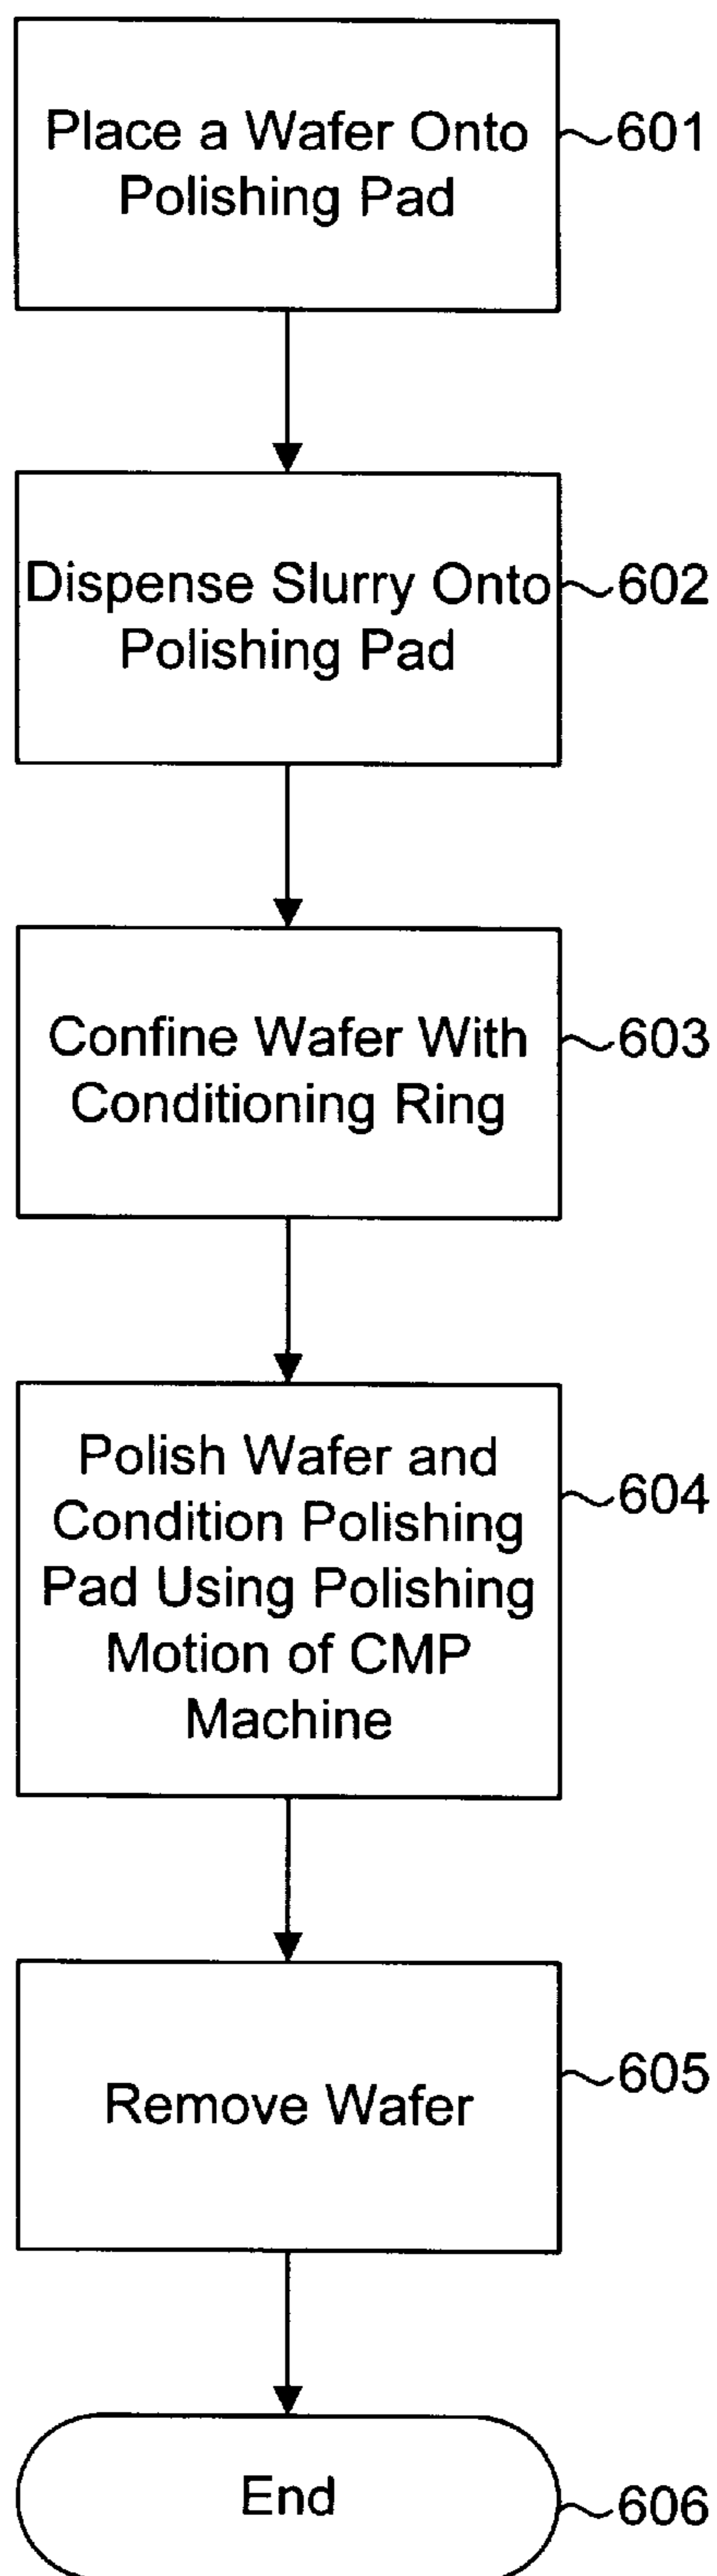 Place a Wafer Onto
Polishing Pad
601
Dispense Slurry Onto
Polishing Pad
602
Confine Wafer With
Conditioning Ring
603
Polish Wafer and
Condition Polishing
Pad Using Polishing
Motion of CMP
Machine
604
Remove Wafer
605
End
606